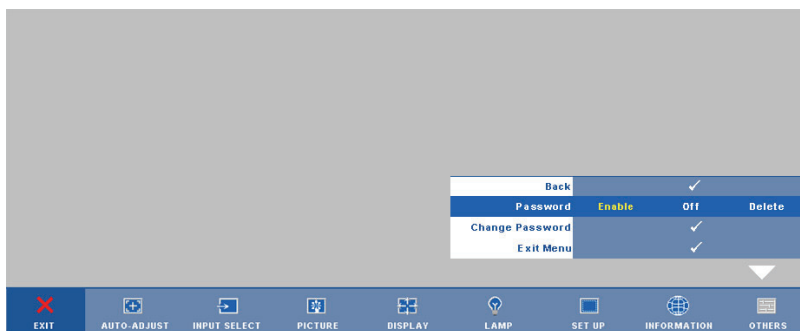 Back
Password Enable Off Delete
Change Password
Exit Menu
EXIT AUTO-ADJUST INPUT SELECT PICTURE DISPLAY LAMP SET UP INFORMATION OTHERS